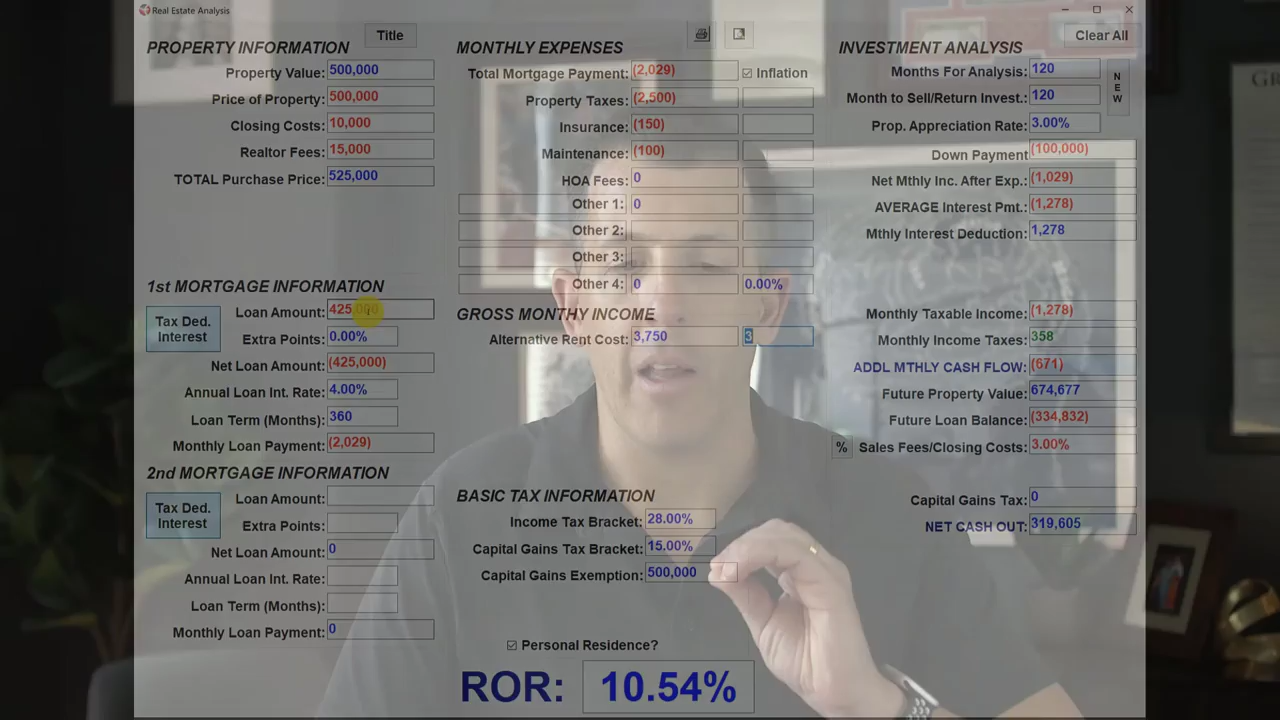 Real Estate Analysis
PROPERTY INFORMATION
Title
Property Value: 500,000
Price of Property: 500,000
Closing Costs: 10,000
Realtor Fees: 15,000
TOTAL Purchase Price: 525,000
1st MORTGAGE INFORMATION
Tax Ded. Interest
Loan Amount: 425,000
Extra Points: 0.00%
Net Loan Amount: (425,000)
Annual Loan Int. Rate: 4.00%
Loan Term (Months): 360
Monthly Loan Payment: (2,029)
2nd MORTGAGE INFORMATION
Tax Ded. Interest
Loan Amount:
Extra Points:
Net Loan Amount: 0
Annual Loan Int. Rate:
Loan Term (Months):
Monthly Loan Payment: 0
MONTHLY EXPENSES
Total Mortgage Payment: (2,029) Inflation
Property Taxes: (2,500)
Insurance: (150)
Maintenance: (100)
HOA Fees: 0
Other 1: 0
Other 2:
Other 3:
Other 4: 0 0.00%
GROSS MONTHY INCOME
Alternative Rent Cost: 3,750 3
BASIC TAX INFORMATION
Income Tax Bracket: 28.00%
Capital Gains Tax Bracket: 15.00%
Capital Gains Exemption: 500,000
Personal Residence?
ROR: 10.54%
INVESTMENT ANALYSIS
Clear All
Months For Analysis: 120
Month to Sell/Return Invest.: 120
NEW
Prop. Appreciation Rate: 3.00%
Down Payment (100,000)
Net Mthly Inc. After Exp.: (1,029)
AVERAGE Interest Pmt.: (1,278)
Mthly Interest Deduction: 1,278
Monthly Taxable Income: (1,278)
Monthly Income Taxes: 358
ADDL MTHLY CASH FLOW: (671)
Future Property Value: 674,677
Future Loan Balance: (334,832)
% Sales Fees/Closing Costs: 3.00%
Capital Gains Tax: 0
NET CASH OUT: 319,605